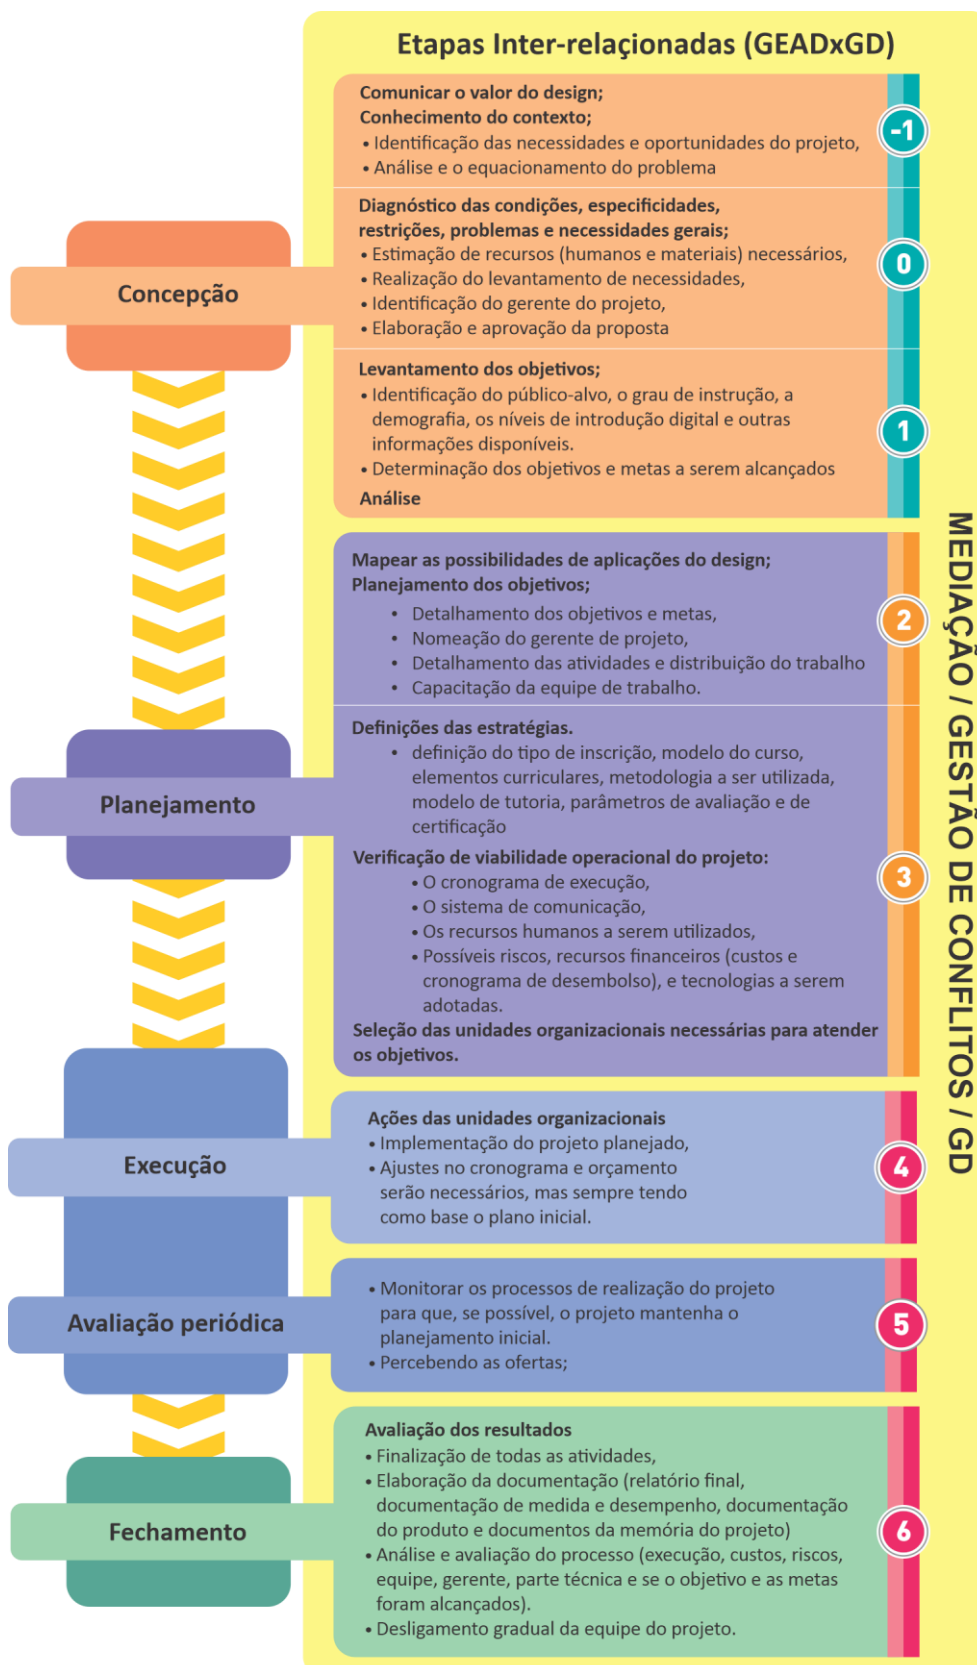 Etapas Inter-relaçionadas (GEADxGD)
Comunicar o valor do design;
Conhecimento do contexto;
• Identificação das necessidades e oportunidades do projeto,
• Análise e o equacionamento do problema
-1
Diagnóstico das condições, especificidades,
restrições, problemas e necessidades gerais;
• Estimação de recursos (humanos e materiais) necessários,
• Realização do levantamento de necessidades,
• Identificação do gerente do projeto,
• Elaboração e aprovação da proposta
0
Concepção
Levantamento dos objetivos;
• Identificação do público-alvo, o grau de instrução, a
demografia, os níveis de introdução digital e outras
informações disponíveis.
• Determinação dos objetivos e metas a serem alcançados
Análise
1
Mapear as possibilidades de aplicações do design;
Planejamento dos objetivos;
• Detalhamento dos objetivos e metas,
• Nomeação do gerente de projeto,
• Detalhamento das atividades e distribuição do trabalho
• Capacitação da equipe de trabalho.
2
Planejamento
Definições das estratégias.
• definição do tipo de inscrição, modelo do curso,
elementos curriculares, metodologia a ser utilizada,
modelo de tutoria, parâmetros de avaliação e de
certificação
Verificação de viabilidade operacional do projeto:
• O cronograma de execução,
• O sistema de comunicação,
• Os recursos humanos a serem utilizados,
• Possíveis riscos, recursos financeiros (custos e
cronograma de desembolso), e tecnologias a serem
adotadas.
Seleção das unidades organizacionais necessárias para atender
os objetivos.
3
Execução
Ações das unidades organizacionais
• Implementação do projeto planejado,
• Ajustes no cronograma e orçamento
serão necessários, mas sempre tendo
como base o plano inicial.
4
Avaliação periódica
• Monitorar os processos de realização do projeto
para que, se possível, o projeto mantenha o
planejamento inicial.
• Percebendo as ofertas;
5
Fechamento
Avaliação dos resultados
• Finalização de todas as atividades,
• Elaboração da documentação (relatório final,
documentação de medida e desempenho, documentação
do produto e documentos da memória do projeto)
• Análise e avaliação do processo (execução, custos, riscos,
equipe, gerente, parte técnica e se o objetivo e as metas
foram alcançados).
• Desligamento gradual da equipe do projeto.
6
MEDIAÇÃO / GESTÃO DE CONFLITOS / GD